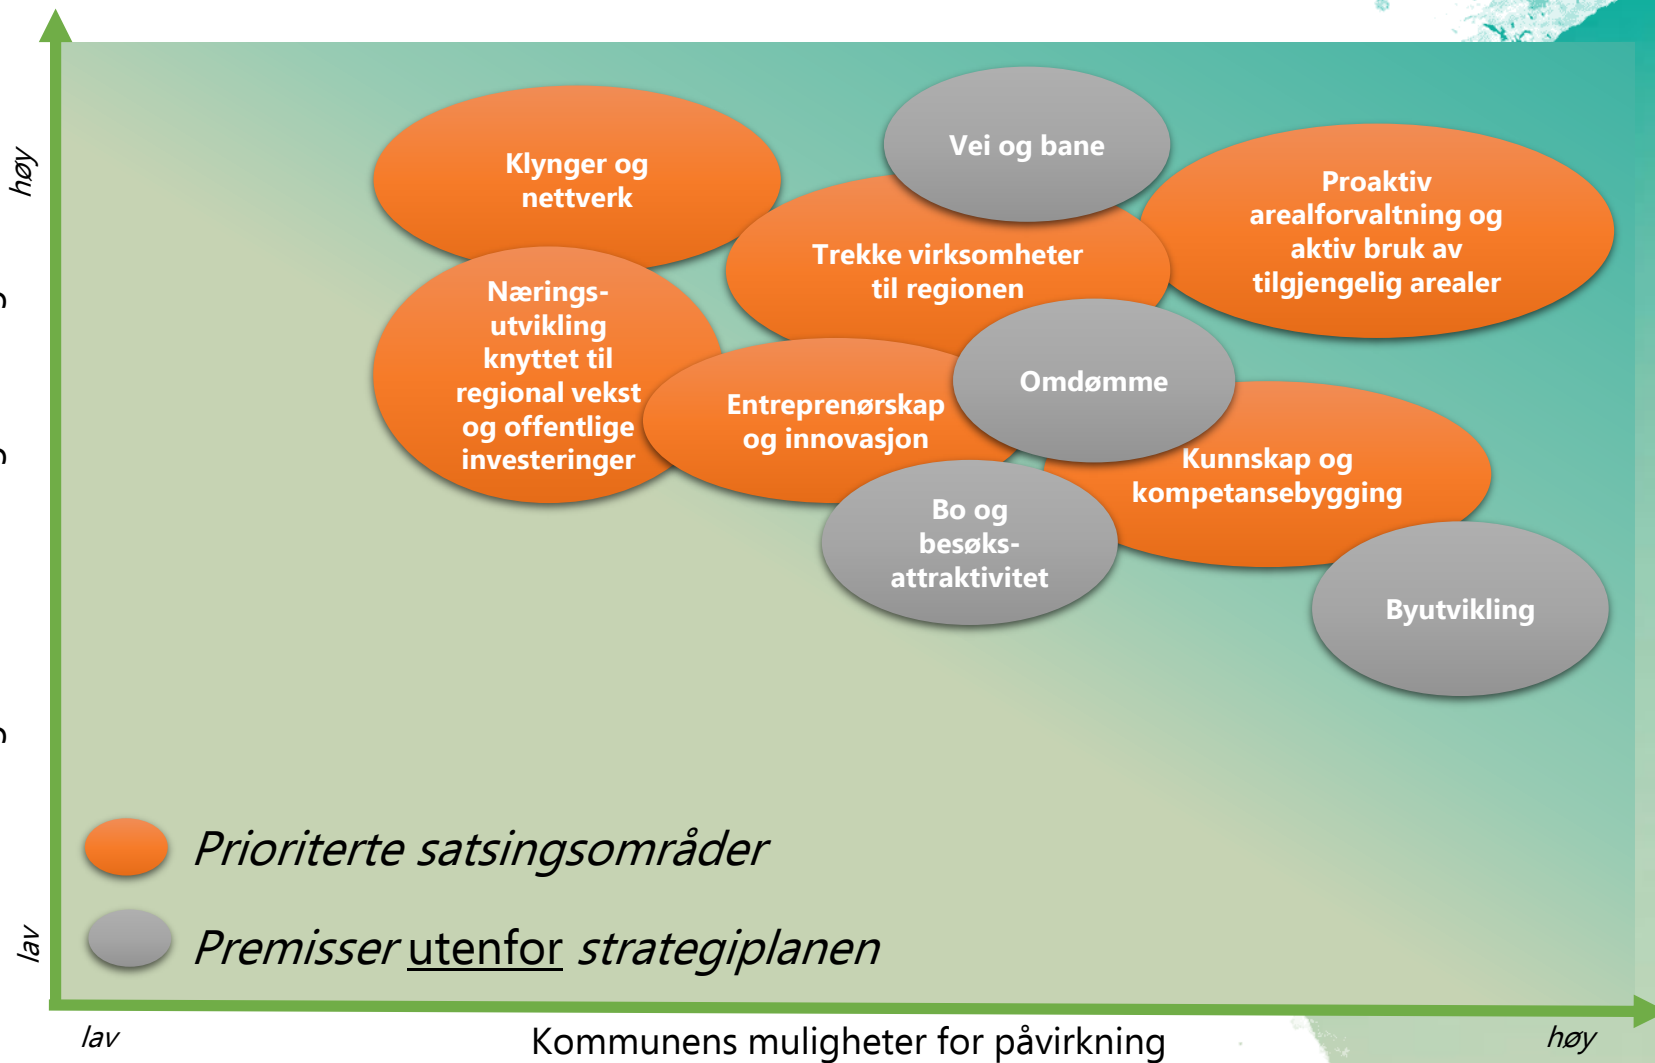 høy
Klynger og
nettverk
Vei og bane
Proaktiv
arealforvaltning og
aktiv bruk av
tilgjengelig arealer
Trekke virksomheter
til regionen
Nærings-
utvikling
knyttet til
regional vekst
og offentlige
investeringer
Omdømme
Entreprenørskap
og innovasjon
Kunnskap og
kompetansebygging
Bo og
besøks-
attraktivitet
Byutvikling
Prioriterte satsingsområder
Premisser utenfor strategiplanen
lav
lav
Kommunens muligheter for påvirkning
høy